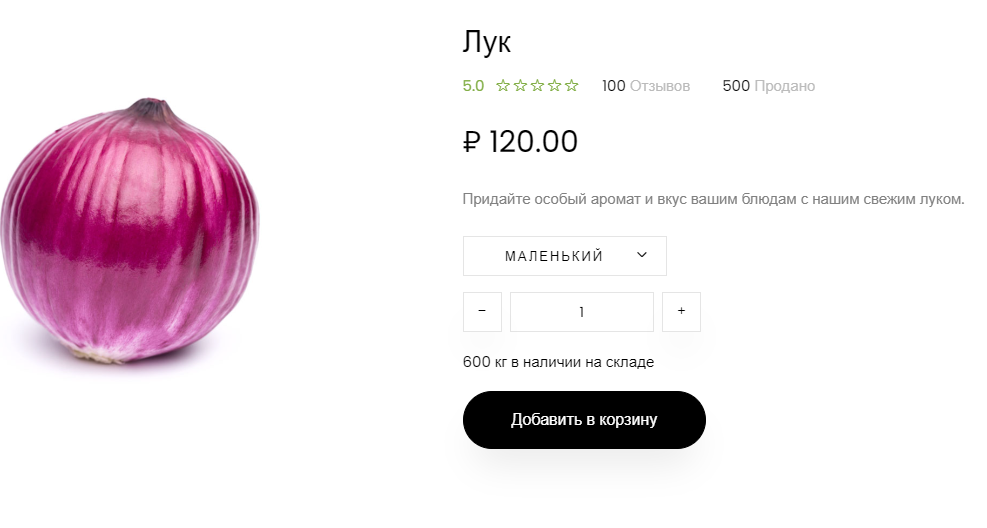 Лук
5.0 ☆☆☆☆☆ 100 Отзывов 500 Продано
₽ 120.00
Придайте особый аромат и вкус вашим блюдам с нашим свежим луком.
МАЛЕНЬКИЙ
− 1 +
600 кг в наличии на складе
Добавить в корзину